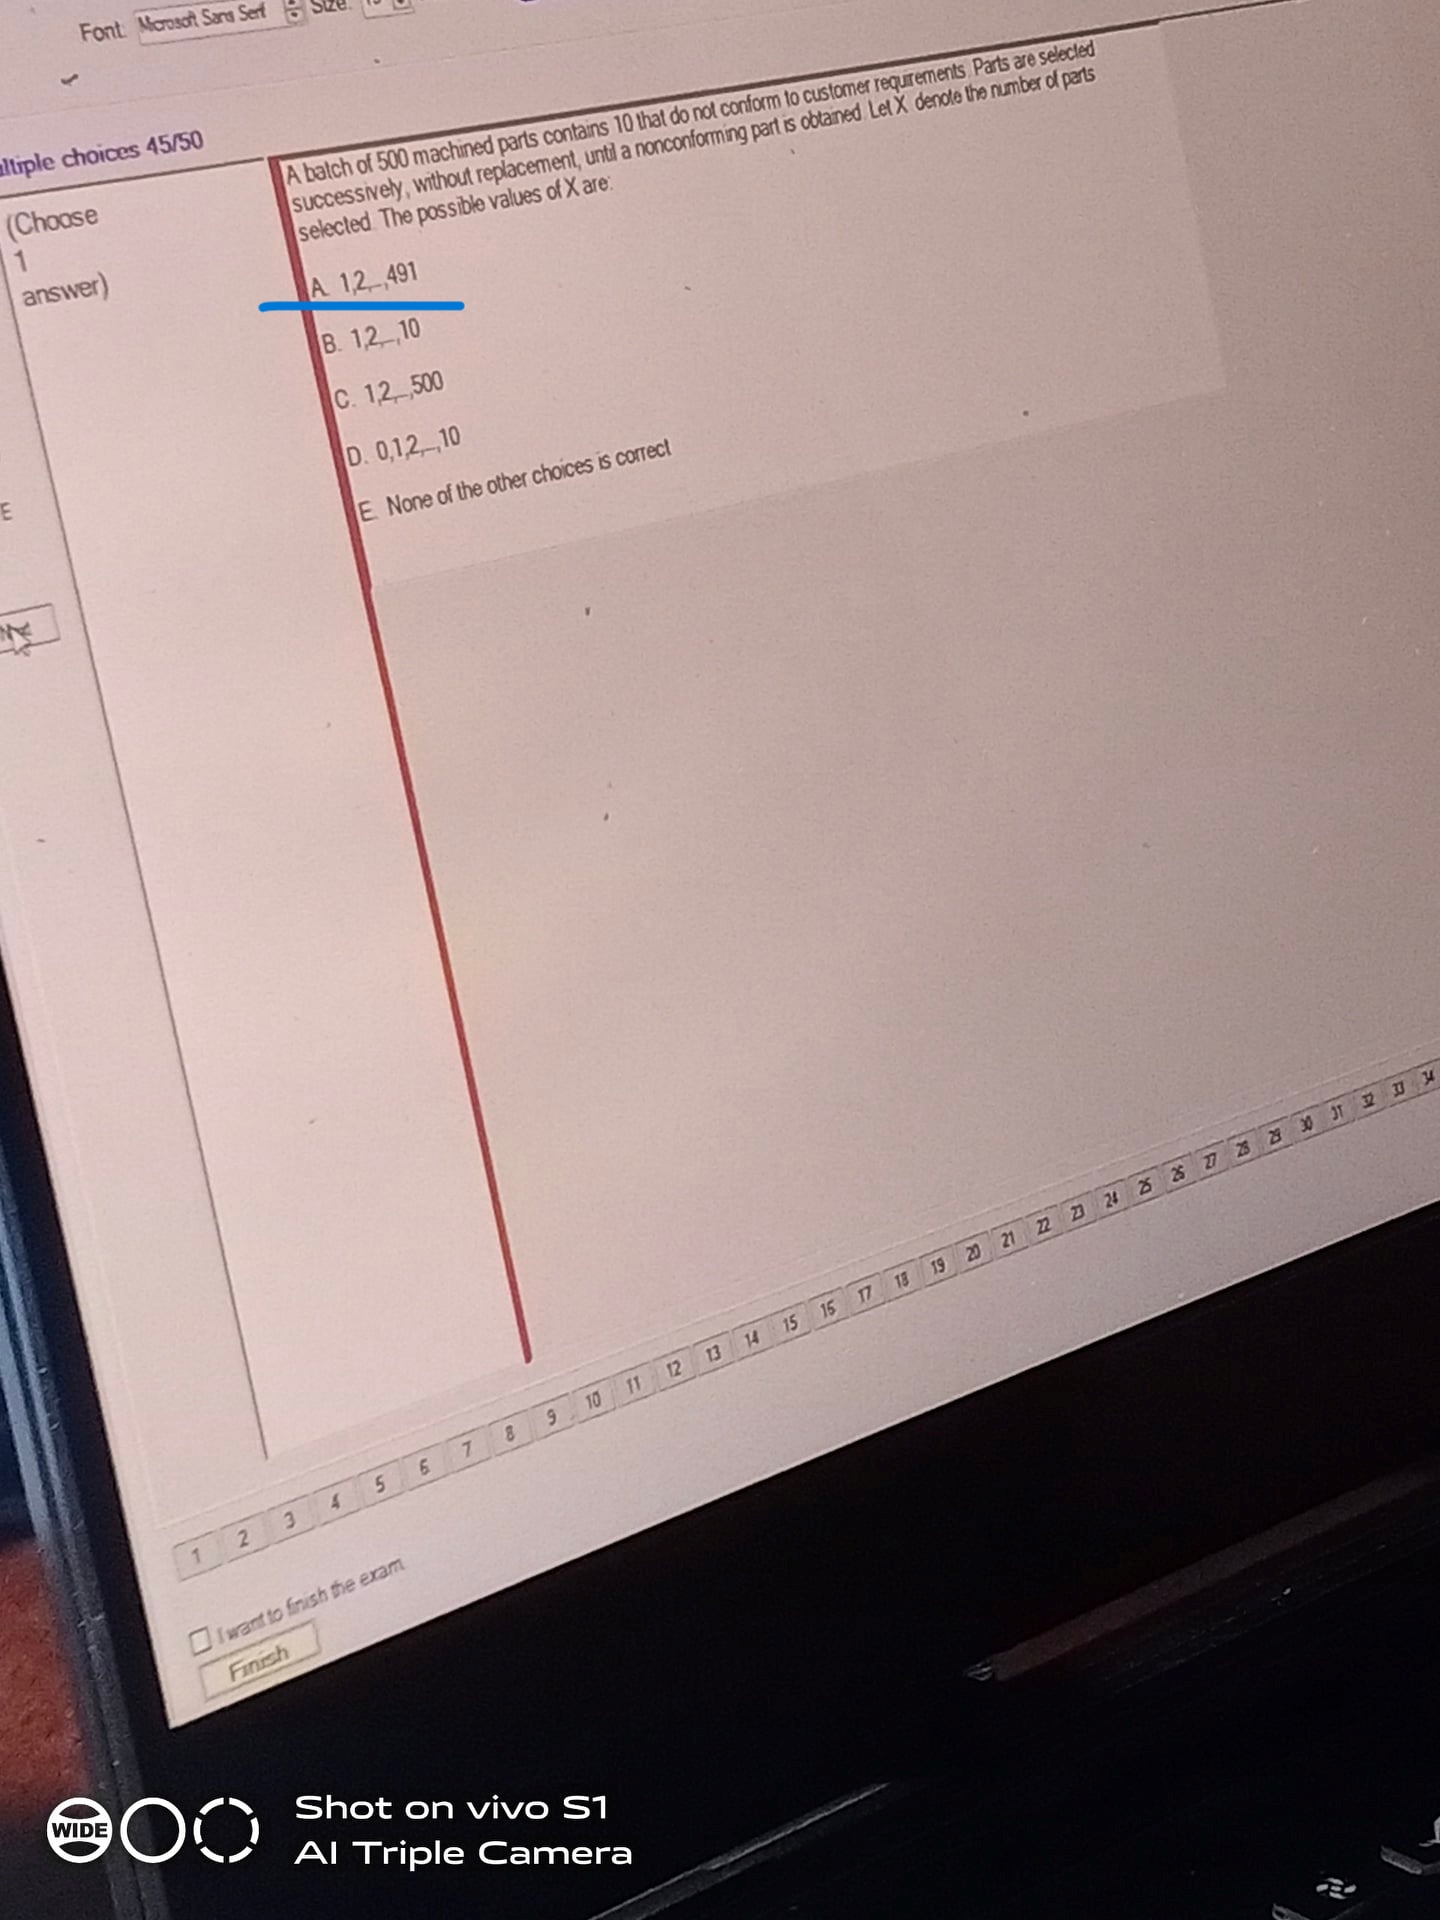 Font: Microsoft Sans Serif Size:
ltiple choices 45/50
(Choose
1
answer)
A batch of 500 machined parts contains 10 that do not conform to customer requirements. Parts are selected
successively, without replacement, until a nonconforming part is obtained. Let X denote the number of parts
selected. The possible values of X are:
A. 1,2,...,491
B. 1,2,...,10
C. 1,2,...,500
D. 0,1,2,...,10
E. None of the other choices is correct
E
1 2 3 4 5 6 7 8 9 10 11 12 13 14 15 16 17 18 19 20 21 22 23 24 25 26 27 28 29 30 31 32 33 34
I want to finish the exam.
Finish
WIDE
Shot on vivo S1
AI Triple Camera